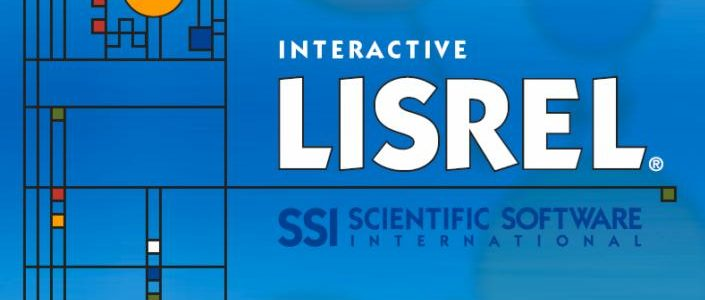 INTERACTIVE
LISREL®
SSI SCIENTIFIC SOFTWARE
INTERNATIONAL